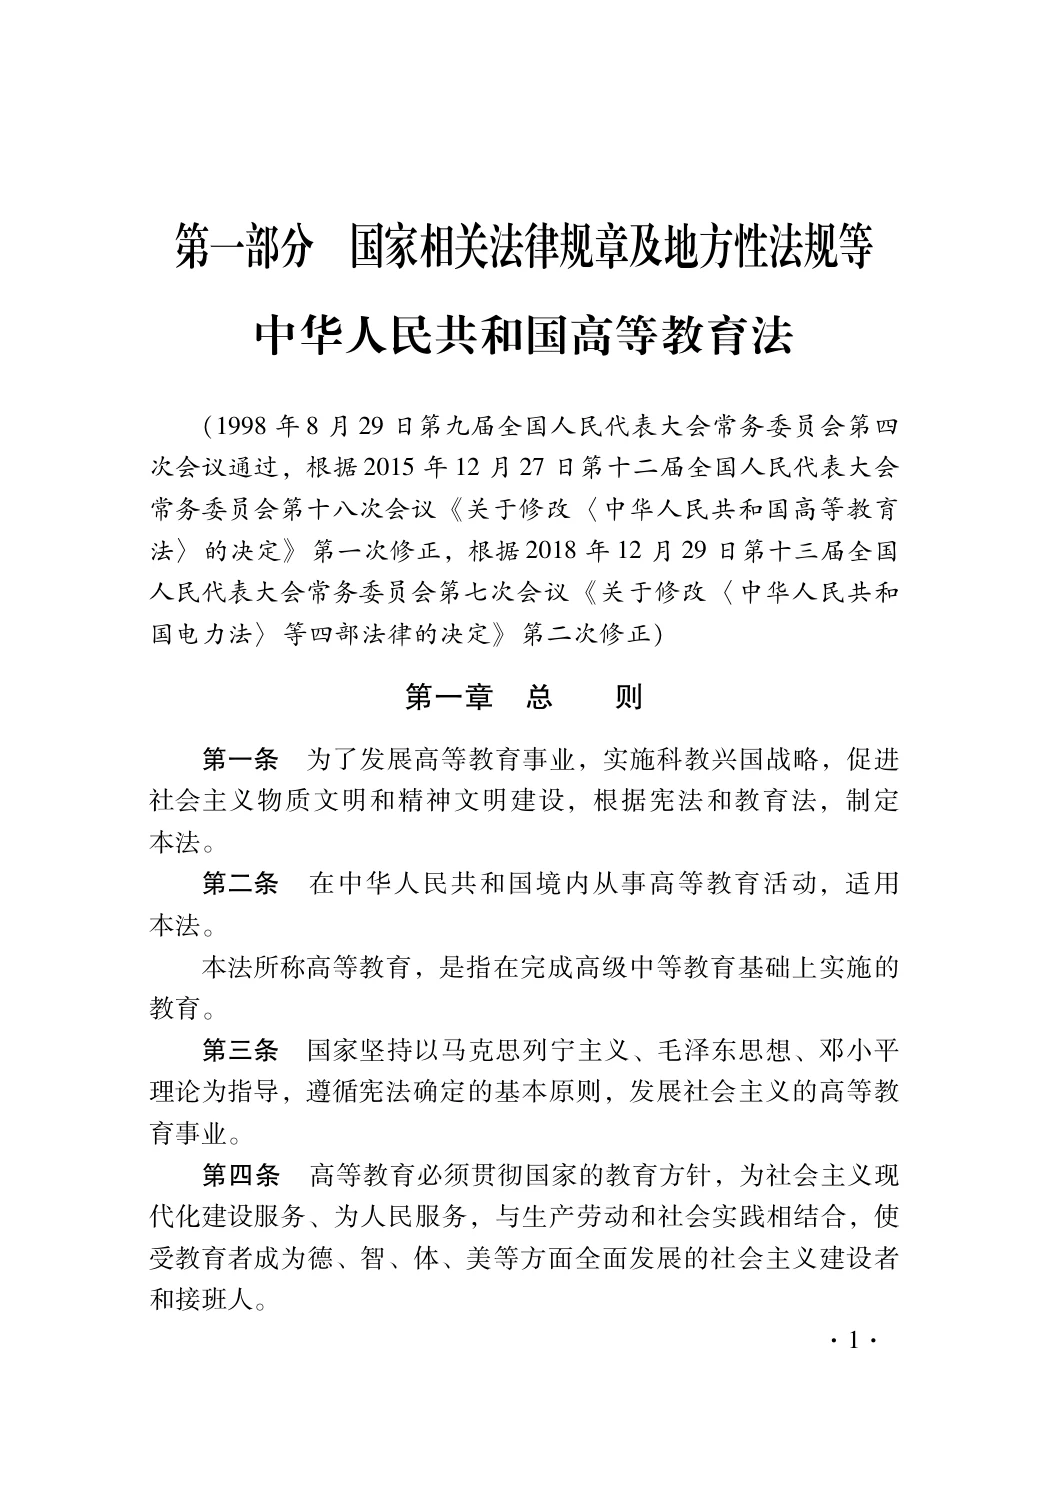 第一部分　国家相关法律规章及地方性法规等
中华人民共和国高等教育法
(1998 年 8 月 29 日第九届全国人民代表大会常务委员会第四
次会议通过，根据 2015 年 12 月 27 日第十二届全国人民代表大会
常务委员会第十八次会议《关于修改〈中华人民共和国高等教育
法〉的决定》第一次修正，根据 2018 年 12 月 29 日第十三届全国
人民代表大会常务委员会第七次会议《关于修改〈中华人民共和
国电力法〉等四部法律的决定》第二次修正)
第一章　总　　则
第一条　为了发展高等教育事业，实施科教兴国战略，促进
社会主义物质文明和精神文明建设，根据宪法和教育法，制定
本法。
第二条　在中华人民共和国境内从事高等教育活动，适用
本法。
本法所称高等教育，是指在完成高级中等教育基础上实施的
教育。
第三条　国家坚持以马克思列宁主义、毛泽东思想、邓小平
理论为指导，遵循宪法确定的基本原则，发展社会主义的高等教
育事业。
第四条　高等教育必须贯彻国家的教育方针，为社会主义现
代化建设服务、为人民服务，与生产劳动和社会实践相结合，使
受教育者成为德、智、体、美等方面全面发展的社会主义建设者
和接班人。
· 1 ·